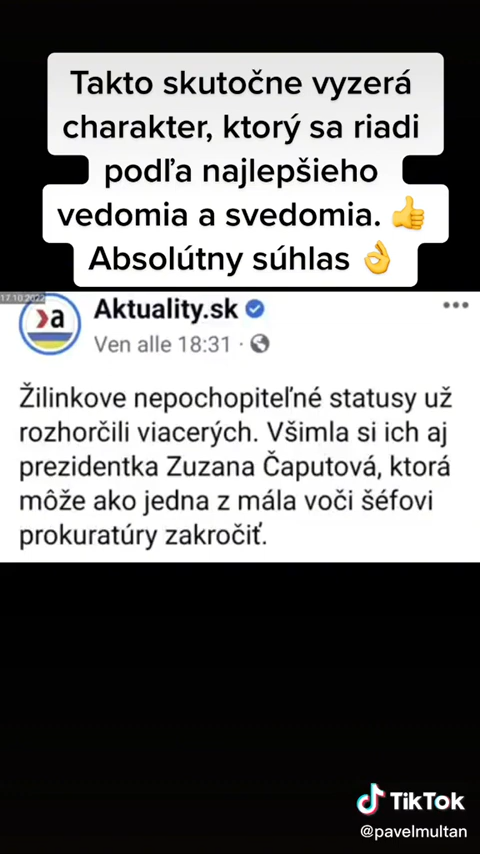 Takto skutočne vyzerá
charakter, ktorý sa riadi
podľa najlepšieho
vedomia a svedomia. 👍
Absolútny súhlas 👌
17.10.2022
Aktuality.sk
Ven alle 18:31 ·
Žilinkove nepochopiteľné statusy už
rozhorčili viacerých. Všimla si ich aj
prezidentka Zuzana Čaputová, ktorá
môže ako jedna z mála voči šéfovi
prokuratúry zakročiť.
TikTok
@pavelmultan